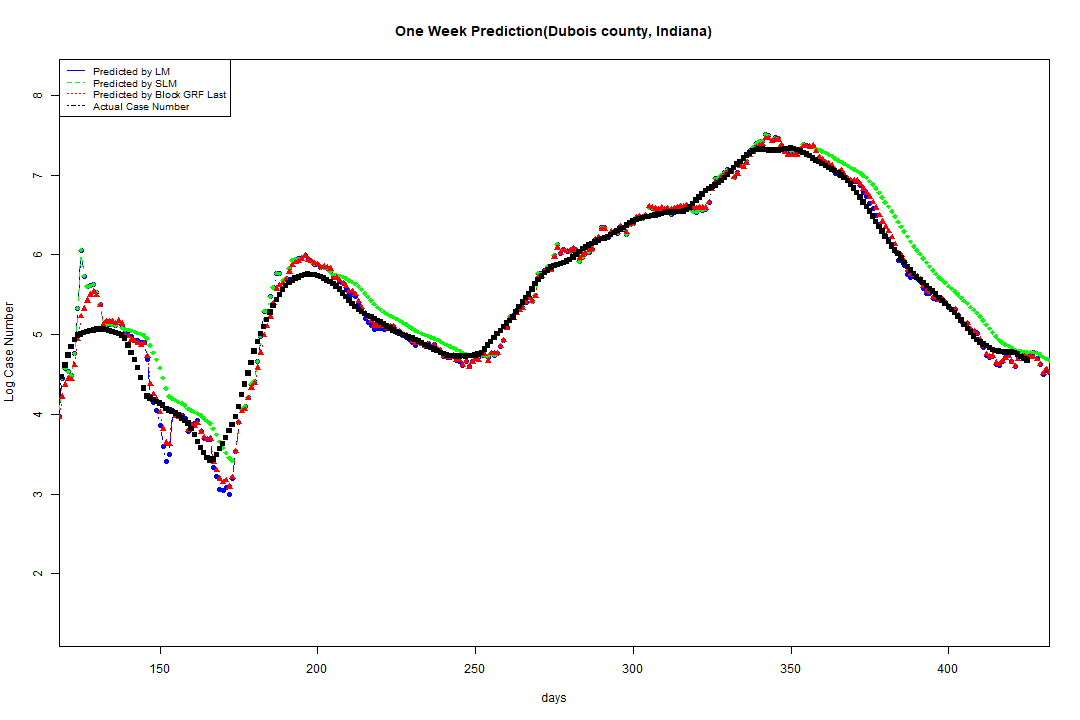 One Week Prediction(Dubois county, Indiana)
Predicted by LM
Predicted by SLM
Predicted by Block GRF Last
Actual Case Number
8
7
6
5
4
3
2
Log Case Number
150 200 250 300 350 400
days